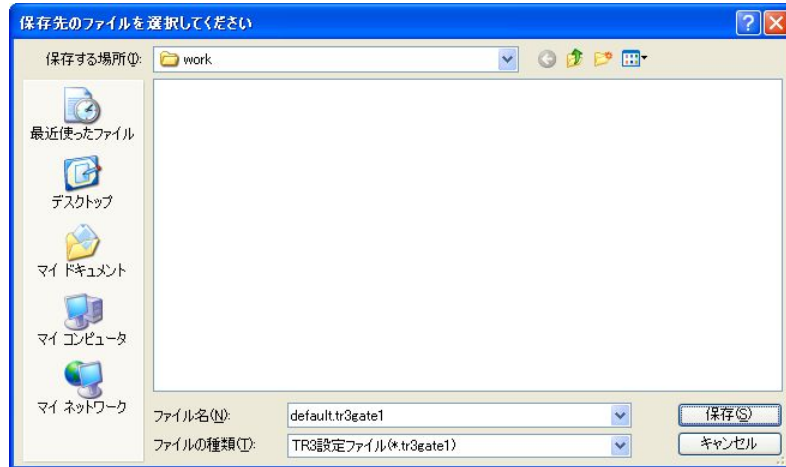 保存先のファイルを選択してください
保存する場所(I):
work
最近使ったファイル
デスクトップ
マイ ドキュメント
マイ コンピュータ
マイ ネットワーク
ファイル名(N):
default.tr3gate1
保存(S)
ファイルの種類(T):
TR3設定ファイル(*.tr3gate1)
キャンセル